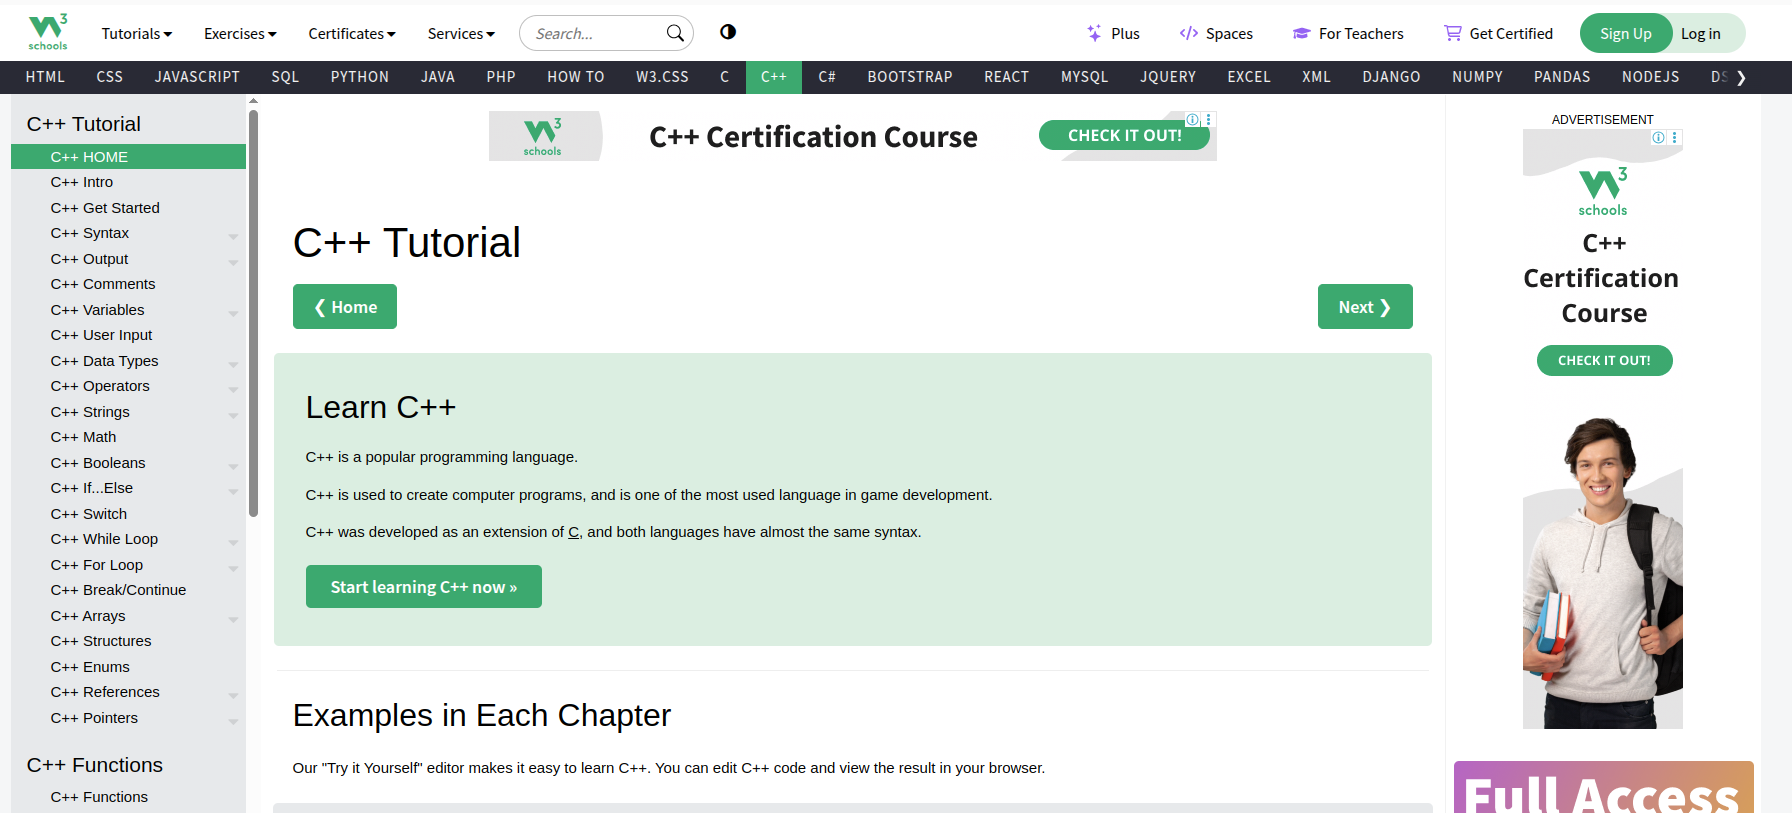 W3 schools
Tutorials
Exercises
Certificates
Services
Search...
Plus
Spaces
For Teachers
Get Certified
Sign Up
Log in
HTML CSS JAVASCRIPT SQL PYTHON JAVA PHP HOW TO W3.CSS C C++ C# BOOTSTRAP REACT MYSQL JQUERY EXCEL XML DJANGO NUMPY PANDAS NODEJS
C++ Tutorial
C++ HOME
C++ Intro
C++ Get Started
C++ Syntax
C++ Output
C++ Comments
C++ Variables
C++ User Input
C++ Data Types
C++ Operators
C++ Strings
C++ Math
C++ Booleans
C++ If...Else
C++ Switch
C++ While Loop
C++ For Loop
C++ Break/Continue
C++ Arrays
C++ Structures
C++ Enums
C++ References
C++ Pointers
C++ Functions
C++ Functions
W3 schools
C++ Certification Course
CHECK IT OUT!
C++ Tutorial
❮ Home
Next ❯
Learn C++
C++ is a popular programming language.
C++ is used to create computer programs, and is one of the most used language in game development.
C++ was developed as an extension of C, and both languages have almost the same syntax.
Start learning C++ now »
Examples in Each Chapter
Our "Try it Yourself" editor makes it easy to learn C++. You can edit C++ code and view the result in your browser.
ADVERTISEMENT
W3 schools
C++
Certification
Course
CHECK IT OUT!
Full Access